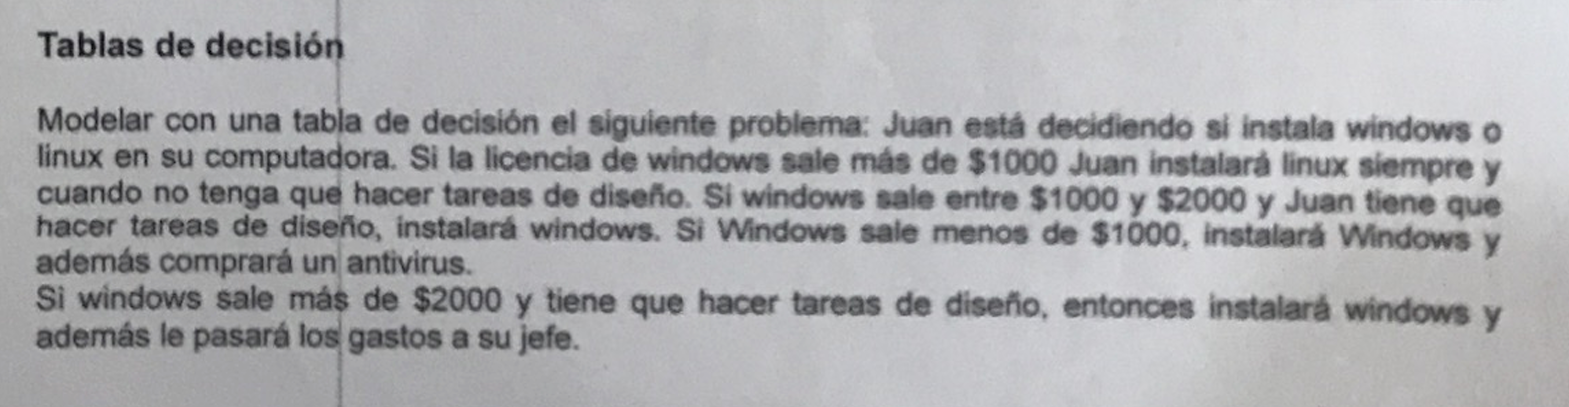 Tablas de decisión
Modelar con una tabla de decisión el siguiente problema: Juan está decidiendo si instala windows o
linux en su computadora. Si la licencia de windows sale más de $1000 Juan instalará linux siempre y
cuando no tenga que hacer tareas de diseño. Si windows sale entre $1000 y $2000 y Juan tiene que
hacer tareas de diseño, instalará windows. Si Windows sale menos de $1000, instalará Windows y
además comprará un antivirus.
Si windows sale más de $2000 y tiene que hacer tareas de diseño, entonces instalará windows y
además le pasará los gastos a su jefe.